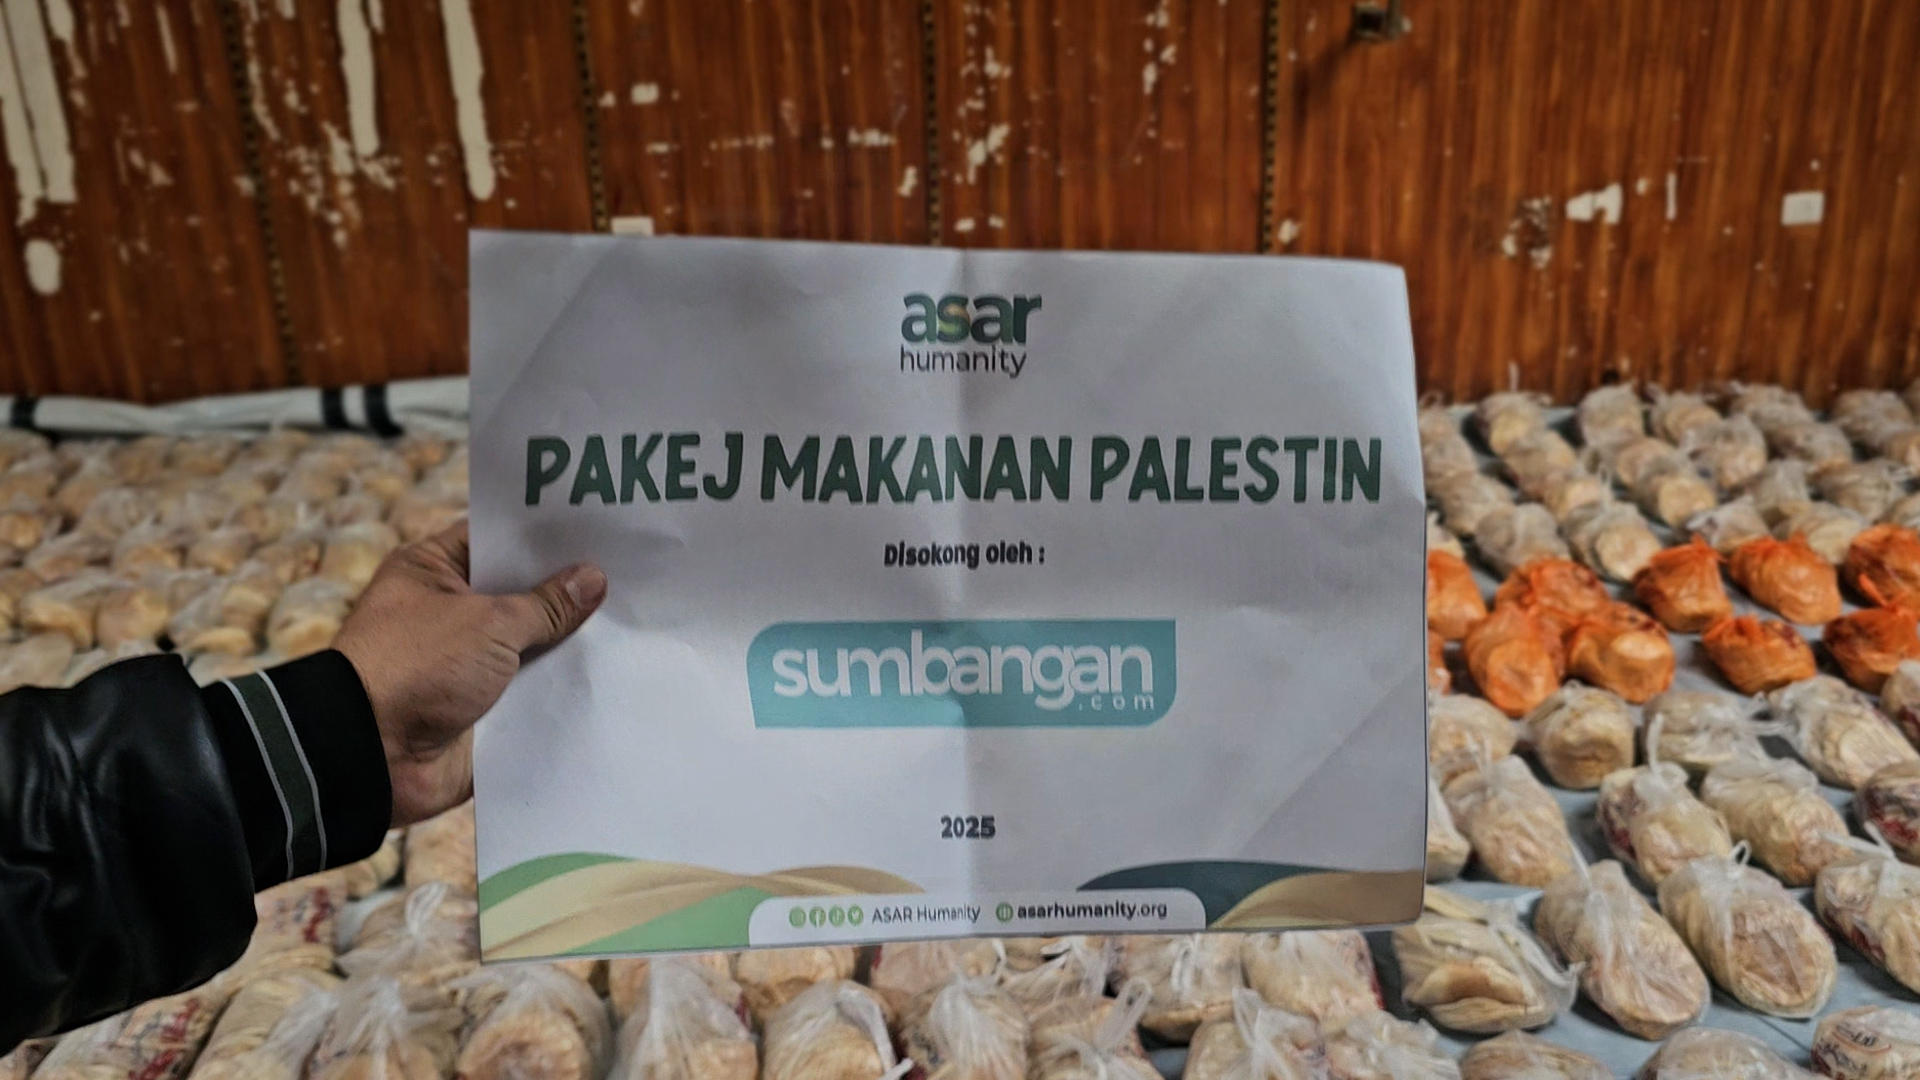 asar
humanity
PAKEJ MAKANAN PALESTIN
Disokong oleh :
sumbangan
.com
2025
ASAR Humanity asarhumanity.org